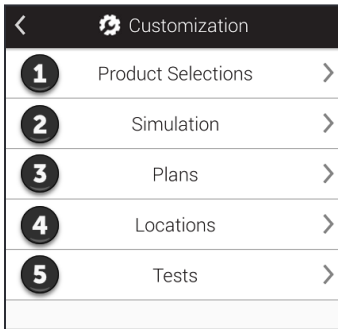 Customization
1 Product Selections
2 Simulation
3 Plans
4 Locations
5 Tests